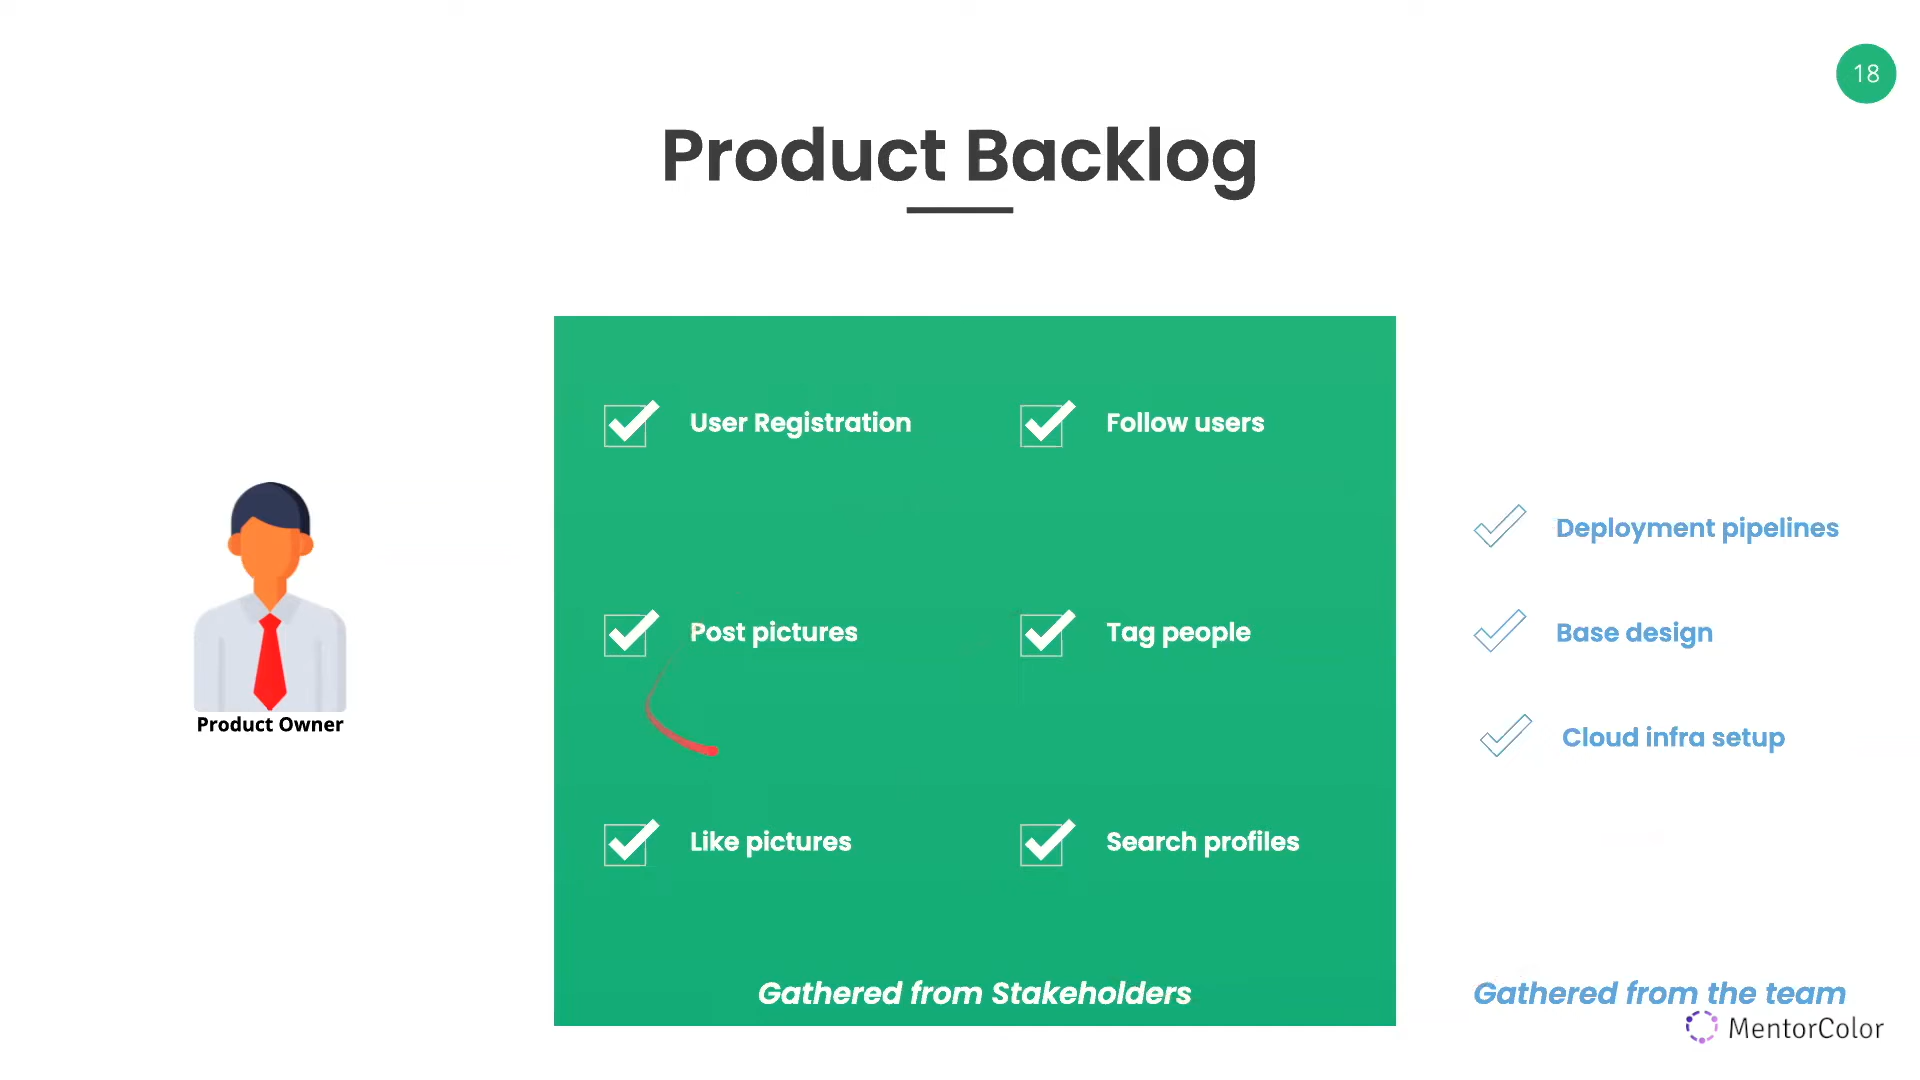 18
Product Backlog
User Registration
Follow users
Post pictures
Tag people
Like pictures
Search profiles
Gathered from Stakeholders
Product Owner
Deployment pipelines
Base design
Cloud infra setup
Gathered from the team
MentorColor